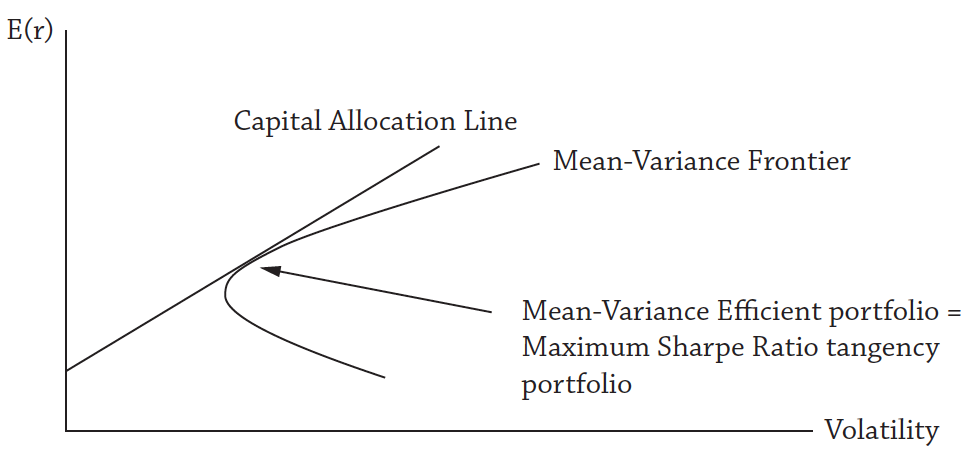 E(r)
Capital Allocation Line
Mean-Variance Frontier
Mean-Variance Efficient portfolio =
Maximum Sharpe Ratio tangency
portfolio
Volatility